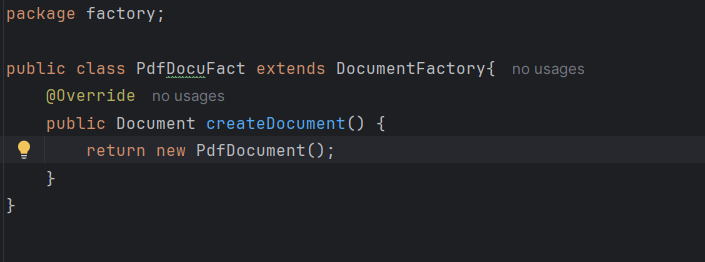 package factory;
public class PdfDocuFact extends DocumentFactory{ no usages
@Override no usages
public Document createDocument() {
return new PdfDocument();
}
}